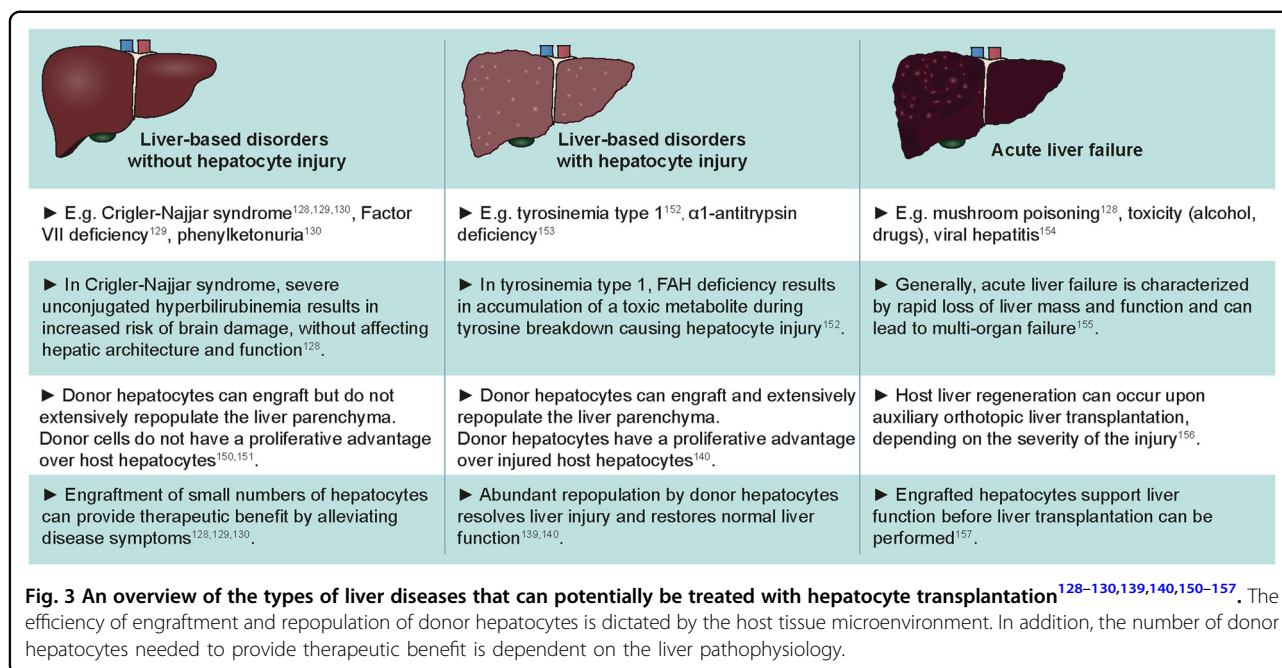 Liver-based disorders
without hepatocyte injury
Liver-based disorders
with hepatocyte injury
Acute liver failure
► E.g. Crigler-Najjar syndrome128,129,130, Factor
VII deficiency129, phenylketonuria130
► E.g. tyrosinemia type 1152, α1-antitrypsin
deficiency153
► E.g. mushroom poisoning128, toxicity (alcohol,
drugs), viral hepatitis154
► In Crigler-Najjar syndrome, severe
unconjugated hyperbilirubinemia results in
increased risk of brain damage, without affecting
hepatic architecture and function128.
► In tyrosinemia type 1, FAH deficiency results
in accumulation of a toxic metabolite during
tyrosine breakdown causing hepatocyte injury152.
► Generally, acute liver failure is characterized
by rapid loss of liver mass and function and can
lead to multi-organ failure155.
► Donor hepatocytes can engraft but do not
extensively repopulate the liver parenchyma.
Donor cells do not have a proliferative advantage
over host hepatocytes150,151.
► Donor hepatocytes can engraft and extensively
repopulate the liver parenchyma.
Donor hepatocytes have a proliferative advantage
over injured host hepatocytes140.
► Host liver regeneration can occur upon
auxiliary orthotopic liver transplantation,
depending on the severity of the injury156.
► Engraftment of small numbers of hepatocytes
can provide therapeutic benefit by alleviating
disease symptoms128,129,130.
► Abundant repopulation by donor hepatocytes
resolves liver injury and restores normal liver
function139,140.
► Engrafted hepatocytes support liver
function before liver transplantation can be
performed157.
Fig. 3 An overview of the types of liver diseases that can potentially be treated with hepatocyte transplantation128–130,139,140,150–157. The
efficiency of engraftment and repopulation of donor hepatocytes is dictated by the host tissue microenvironment. In addition, the number of donor
hepatocytes needed to provide therapeutic benefit is dependent on the liver pathophysiology.